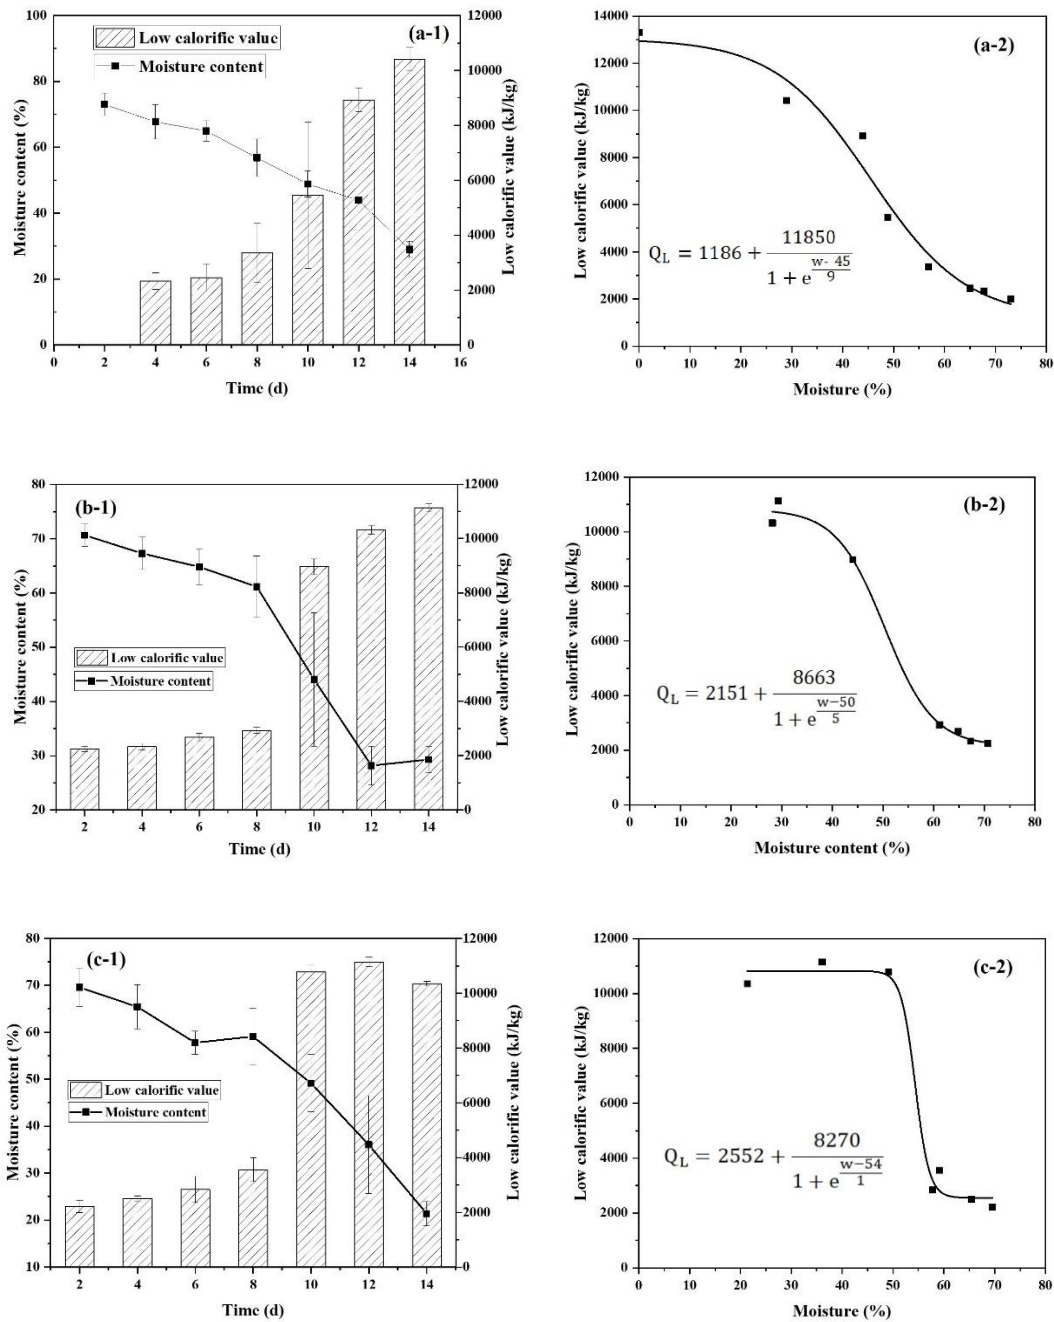 (a-1)
Low calorific value
Moisture content
100
80
60
40
20
0
Moisture content (%)
12000
10000
8000
6000
4000
2000
0
Low calorific value (kJ/kg)
0 2 4 6 8 10 12 14 16
Time (d)
(a-2)
14000
12000
10000
8000
6000
4000
2000
0
Low calorific value (kJ/kg)
Q_L = 1186 + 11850 / (1 + e^((w- 45)/9))
0 10 20 30 40 50 60 70 80
Moisture (%)
(b-1)
Low calorific value
Moisture content
80
70
60
50
40
30
20
Moisture content (%)
12000
10000
8000
6000
4000
2000
0
Low calorific value (kJ/kg)
2 4 6 8 10 12 14
Time (d)
(b-2)
12000
10000
8000
6000
4000
2000
0
Low calorific value (kJ/kg)
Q_L = 2151 + 8663 / (1 + e^((w-50)/5))
0 10 20 30 40 50 60 70 80
Moisture content (%)
(c-1)
Low calorific value
Moisture content
80
70
60
50
40
30
20
10
Moisture content (%)
12000
10000
8000
6000
4000
2000
0
Low calorific value (kJ/kg)
2 4 6 8 10 12 14
Time (d)
(c-2)
12000
10000
8000
6000
4000
2000
0
Low calorific value (kJ/kg)
Q_L = 2552 + 8270 / (1 + e^((w-54)/1))
0 10 20 30 40 50 60 70 80
Moisture (%)